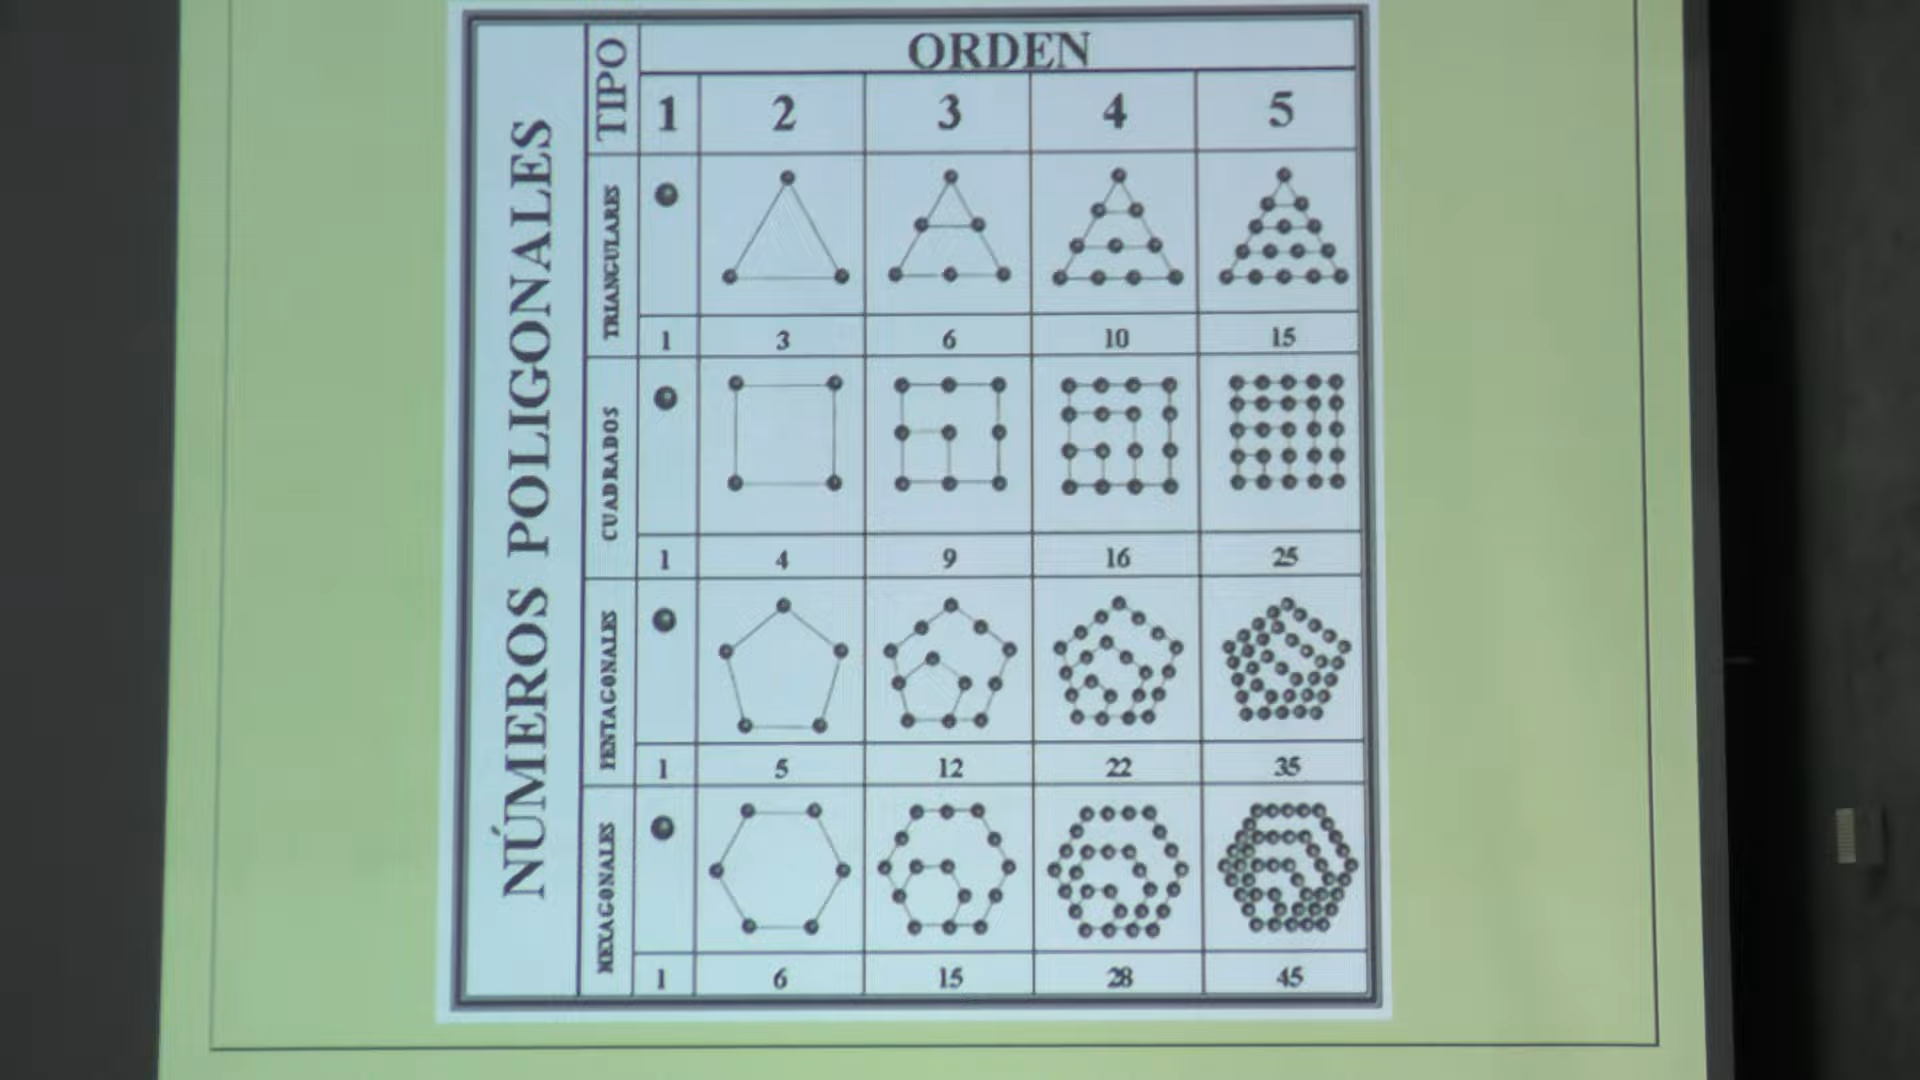 NÚMEROS POLIGONALES
TIPO
ORDEN
1 2 3 4 5
TRIANGULARES
1 3 6 10 15
CUADRADOS
1 4 9 16 25
PENTAGONALES
1 5 12 22 35
HEXAGONALES
1 6 15 28 45